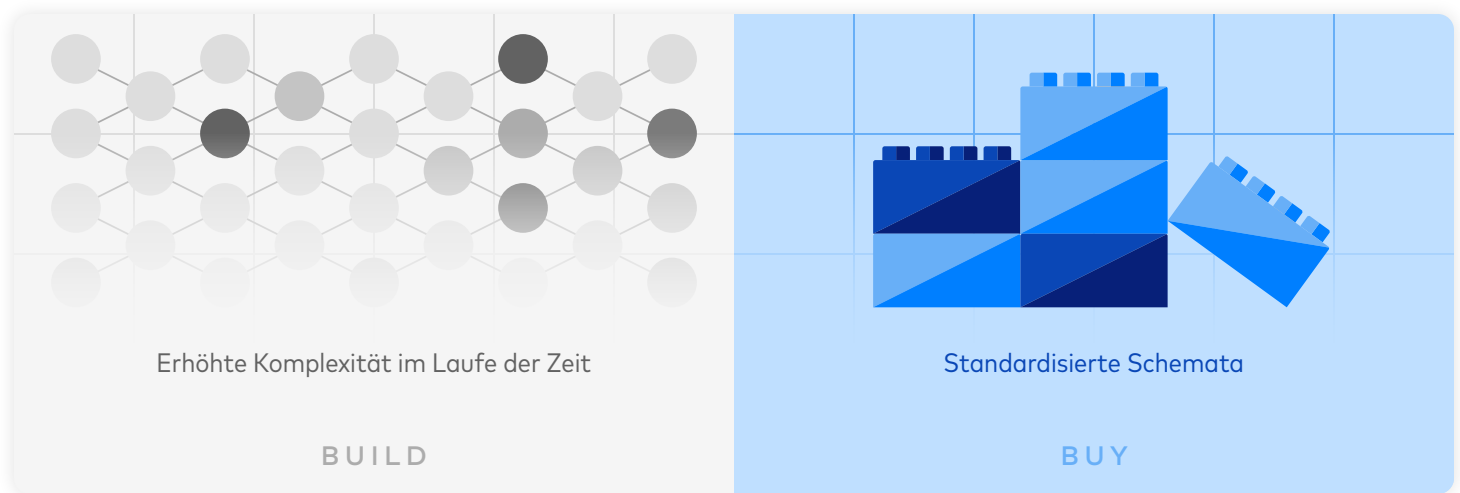 Erhöhte Komplexität im Laufe der Zeit
BUILD
Standardisierte Schemata
BUY